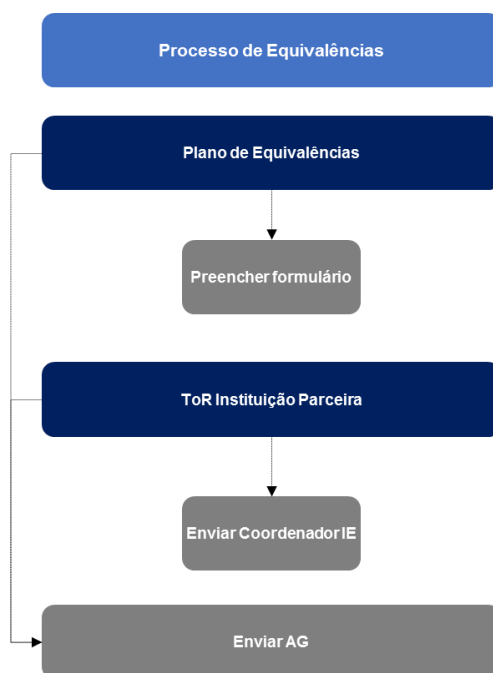 Processo de Equivalências
Plano de Equivalências
Preencher formulário
ToR Instituição Parceira
Enviar Coordenador IE
Enviar AG